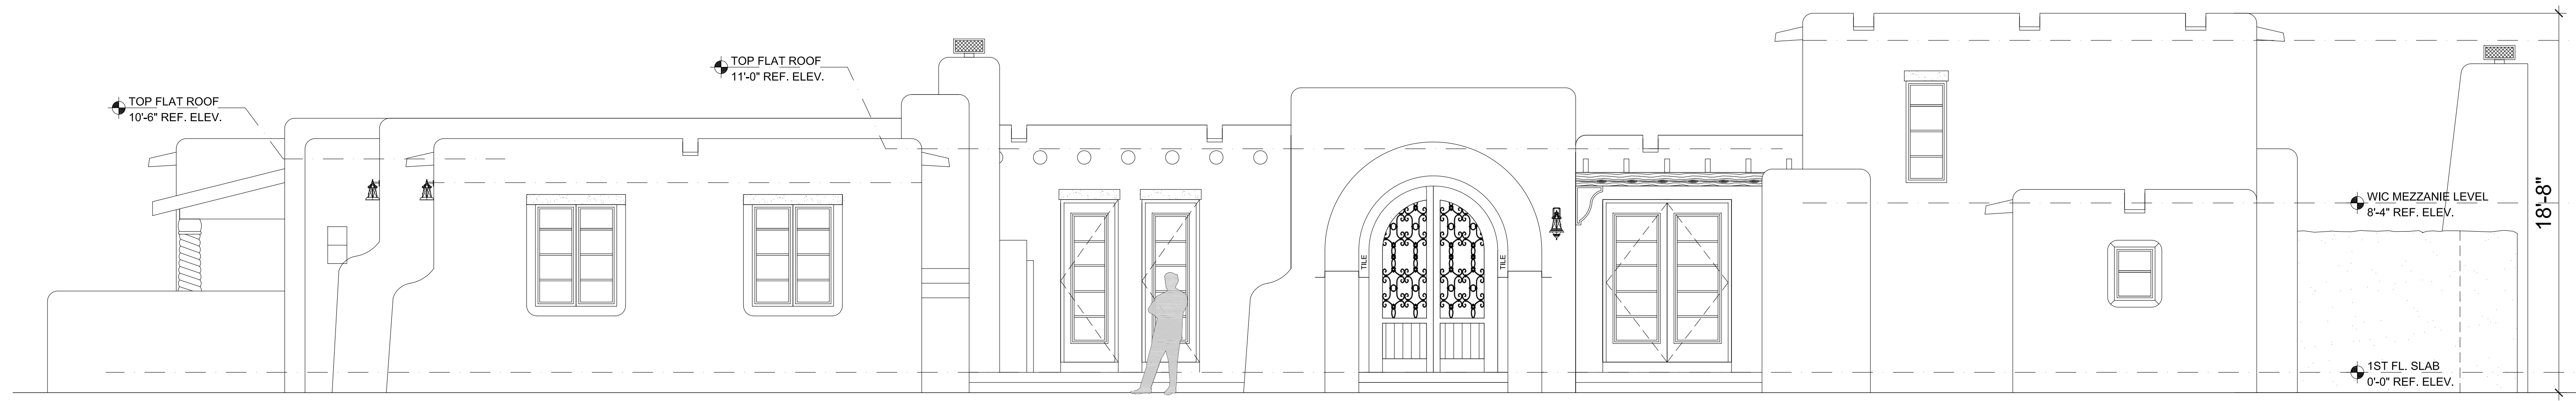 TOP FLAT ROOF
10'-6" REF. ELEV.
TOP FLAT ROOF
11'-0" REF. ELEV.
TILE
TILE
WIC MEZZANIE LEVEL
8'-4" REF. ELEV.
18'-8"
1ST FL. SLAB
0'-0" REF. ELEV.